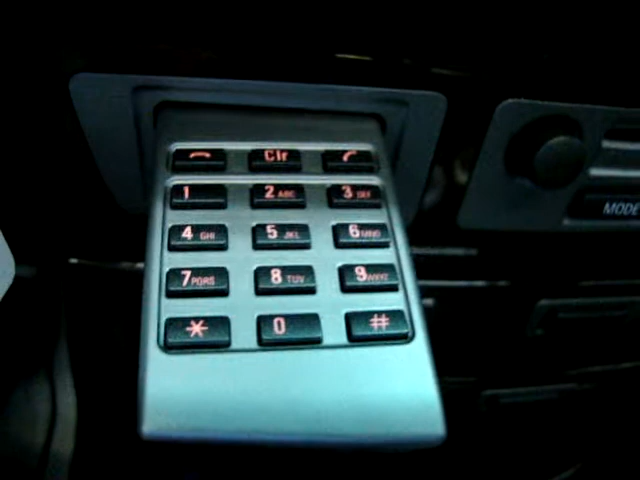 Clr
1 2 ABC 3 DEF
4 GHI 5 JKL 6 MNO
7 PQRS 8 TUV 9 WXYZ
* 0 #
MODE